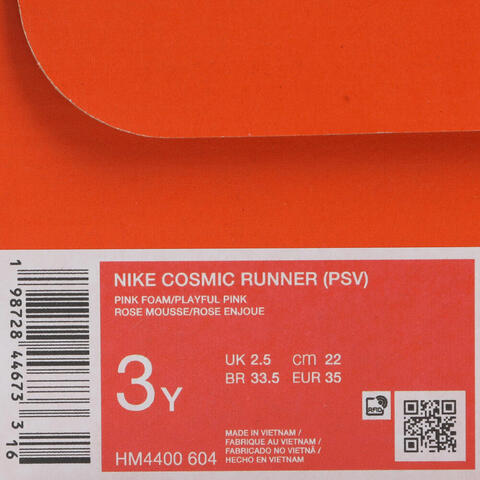 NIKE COSMIC RUNNER (PSV)
PINK FOAM/PLAYFUL PINK
ROSE MOUSSE/ROSE ENJOUE
3Y
UK 2.5 cm 22
BR 33.5 EUR 35
RFID
MADE IN VIETNAM /
FABRIQUE AU VIETNAM /
FABRICADO NO VIETNÃ /
HECHO EN VIETNAM
HM4400 604
1 98728 44673 3 16